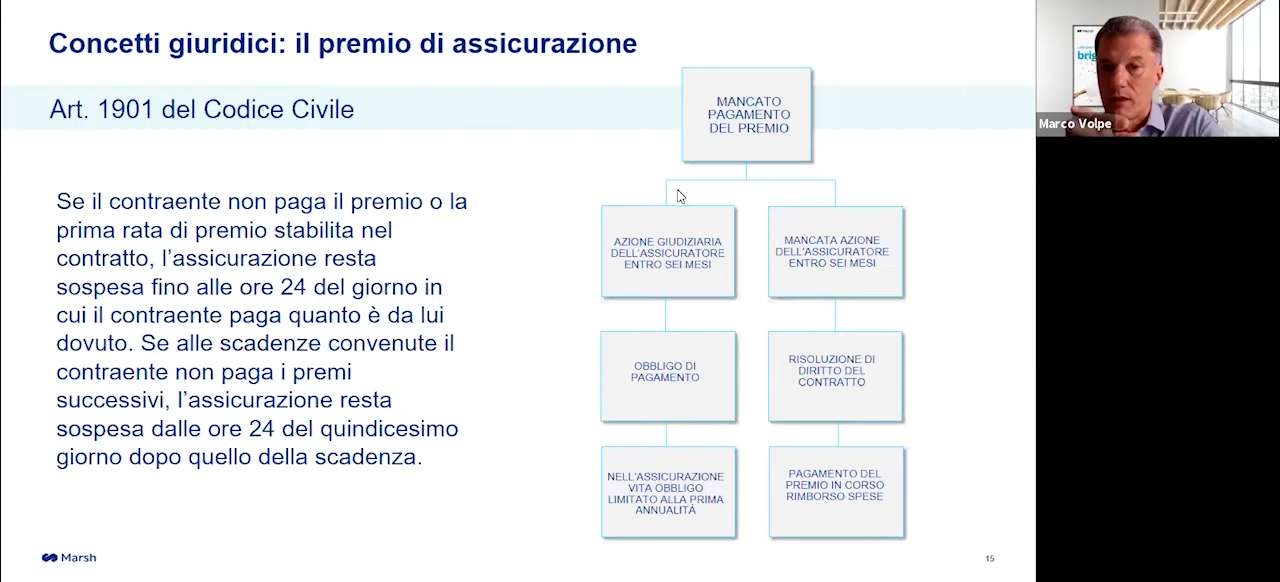 Concetti giuridici: il premio di assicurazione
Art. 1901 del Codice Civile
Se il contraente non paga il premio o la
prima rata di premio stabilita nel
contratto, l’assicurazione resta
sospesa fino alle ore 24 del giorno in
cui il contraente paga quanto è da lui
dovuto. Se alle scadenze convenute il
contraente non paga i premi
successivi, l’assicurazione resta
sospesa dalle ore 24 del quindicesimo
giorno dopo quello della scadenza.
MANCATO
PAGAMENTO
DEL PREMIO
AZIONE GIUDIZIARIA
DELL’ASSICURATORE
ENTRO SEI MESI
MANCATA AZIONE
DELL’ASSICURATORE
ENTRO SEI MESI
OBBLIGO DI
PAGAMENTO
RISOLUZIONE DI
DIRITTO DEL
CONTRATTO
NELL’ASSICURAZIONE
VITA OBBLIGO
LIMITATO ALLA PRIMA
ANNUALITÀ
PAGAMENTO DEL
PREMIO IN CORSO
RIMBORSO SPESE
Marsh
15
Marsh
Marco Volpe